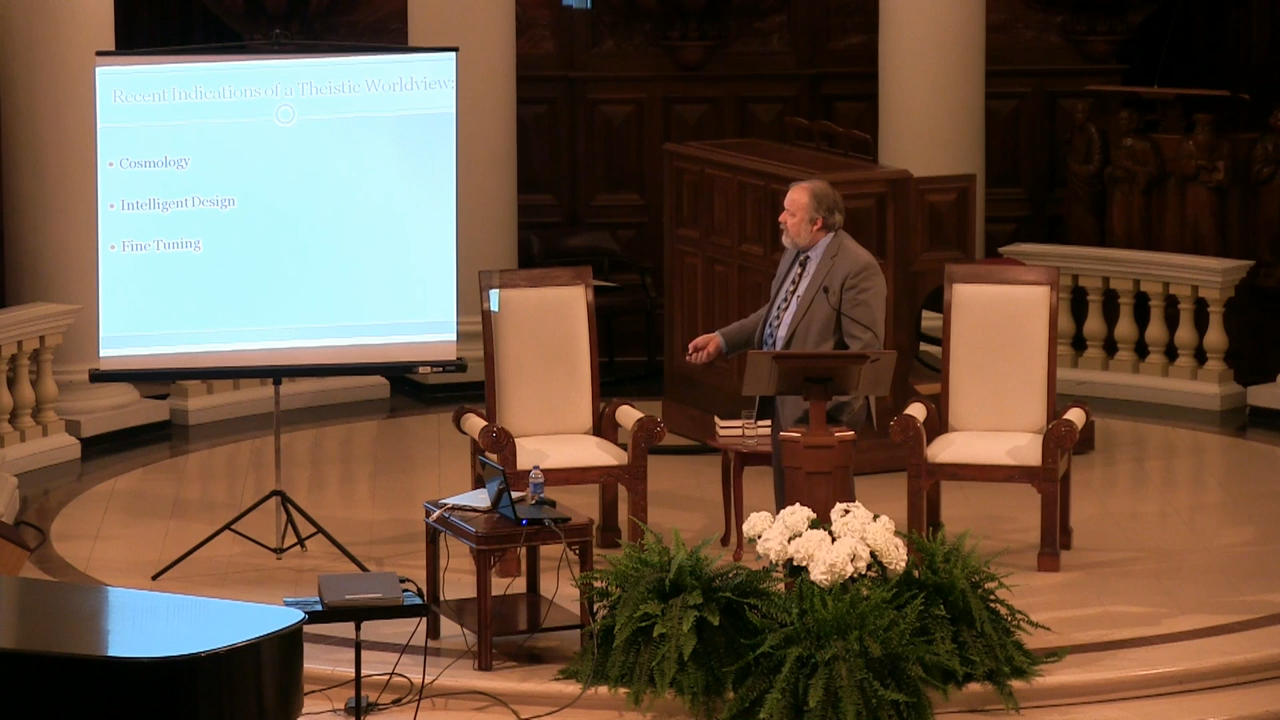 Recent Indications of a Theistic Worldview:
• Cosmology
• Intelligent Design
• Fine Tuning